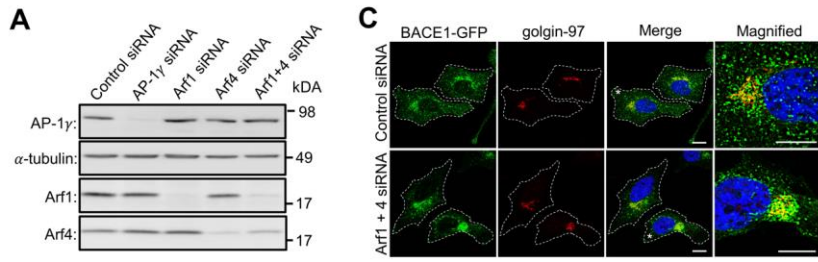 A
Control siRNA
AP-1γ siRNA
Arf1 siRNA
Arf4 siRNA
Arf1+4 siRNA
kDA
AP-1γ:
98
α-tubulin:
49
Arf1:
17
Arf4:
17
C
BACE1-GFP golgin-97 Merge Magnified
Control siRNA
*
Arf1 + 4 siRNA
*